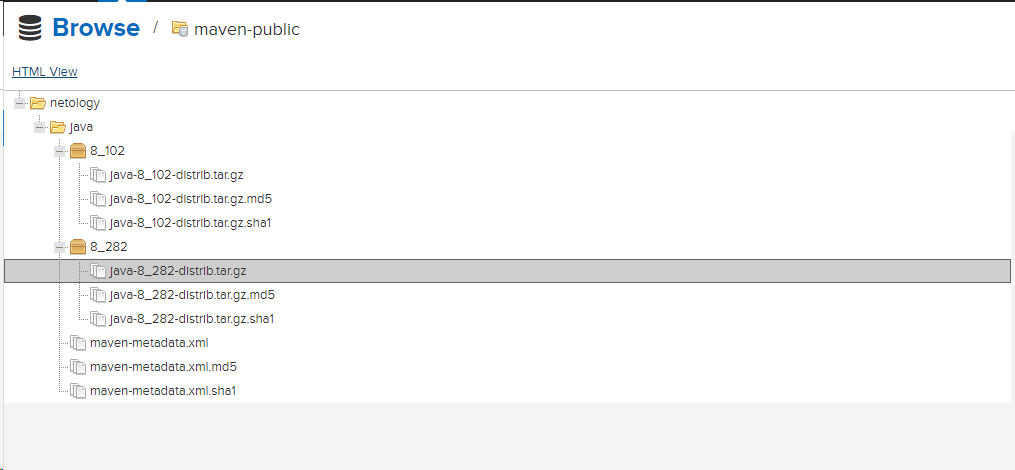 Browse / maven-public
HTML View
netology
java
8_102
java-8_102-distrib.tar.gz
java-8_102-distrib.tar.gz.md5
java-8_102-distrib.tar.gz.sha1
8_282
java-8_282-distrib.tar.gz
java-8_282-distrib.tar.gz.md5
java-8_282-distrib.tar.gz.sha1
maven-metadata.xml
maven-metadata.xml.md5
maven-metadata.xml.sha1